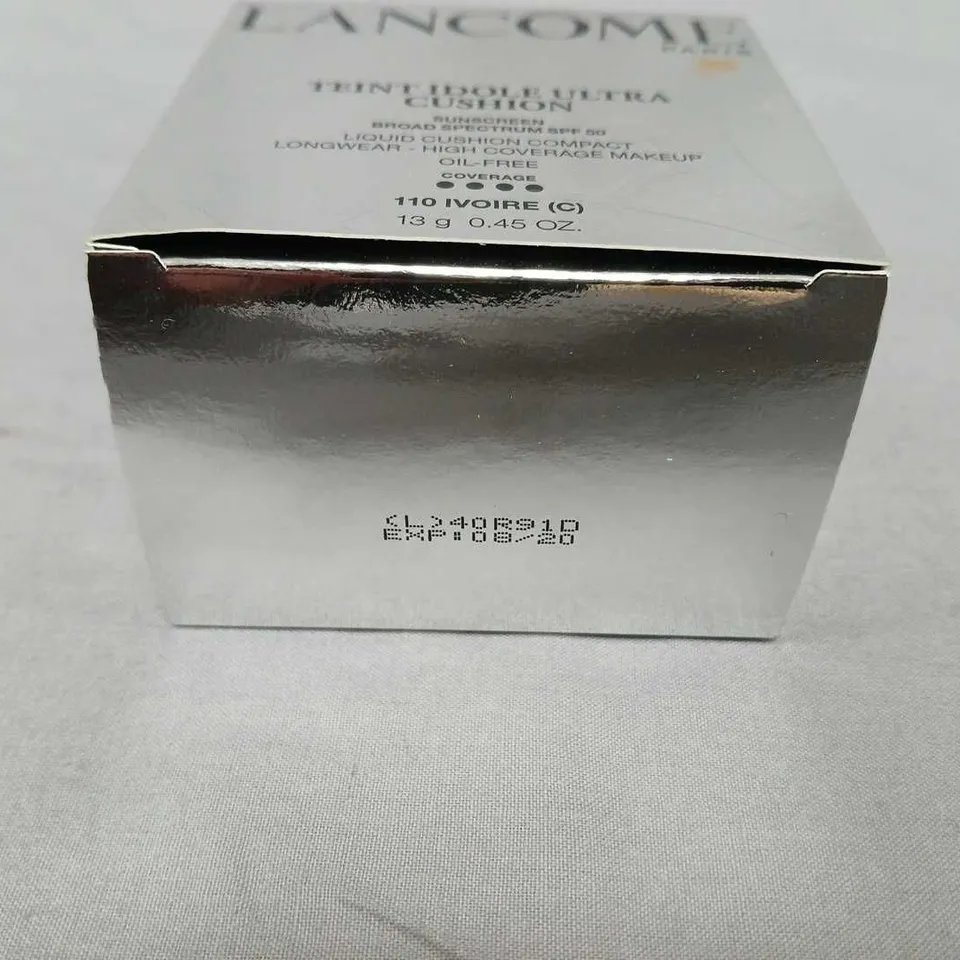 LANCOME
PARIS
TEINT IDOLE ULTRA
CUSHION
SUNSCREEN
BROAD SPECTRUM SPF 50
LIQUID CUSHION COMPACT
LONGWEAR - HIGH COVERAGE MAKEUP
OIL-FREE
COVERAGE
110 IVOIRE (C)
13 g 0.45 OZ.
(L)40R91D
EXP:08/20